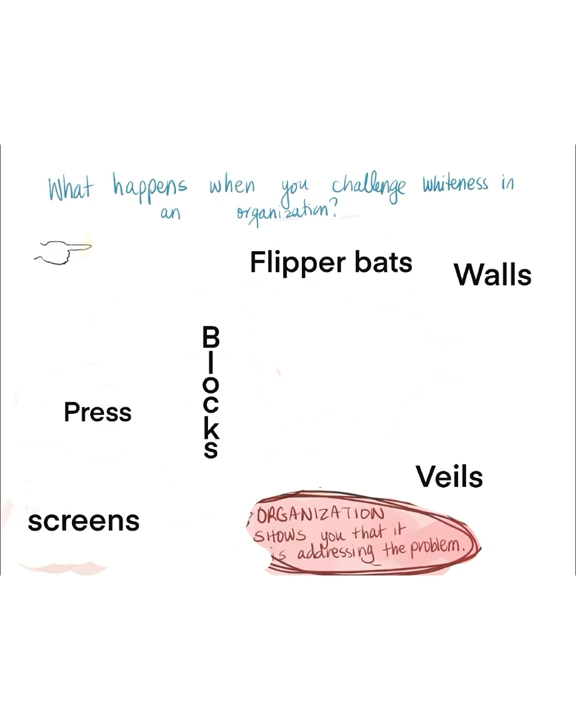 What happens when you challenge whiteness in
an organization?
Flipper bats
Walls
Blocks
Press
Veils
screens
ORGANIZATION
SHOWS you that it
is addressing the problem.